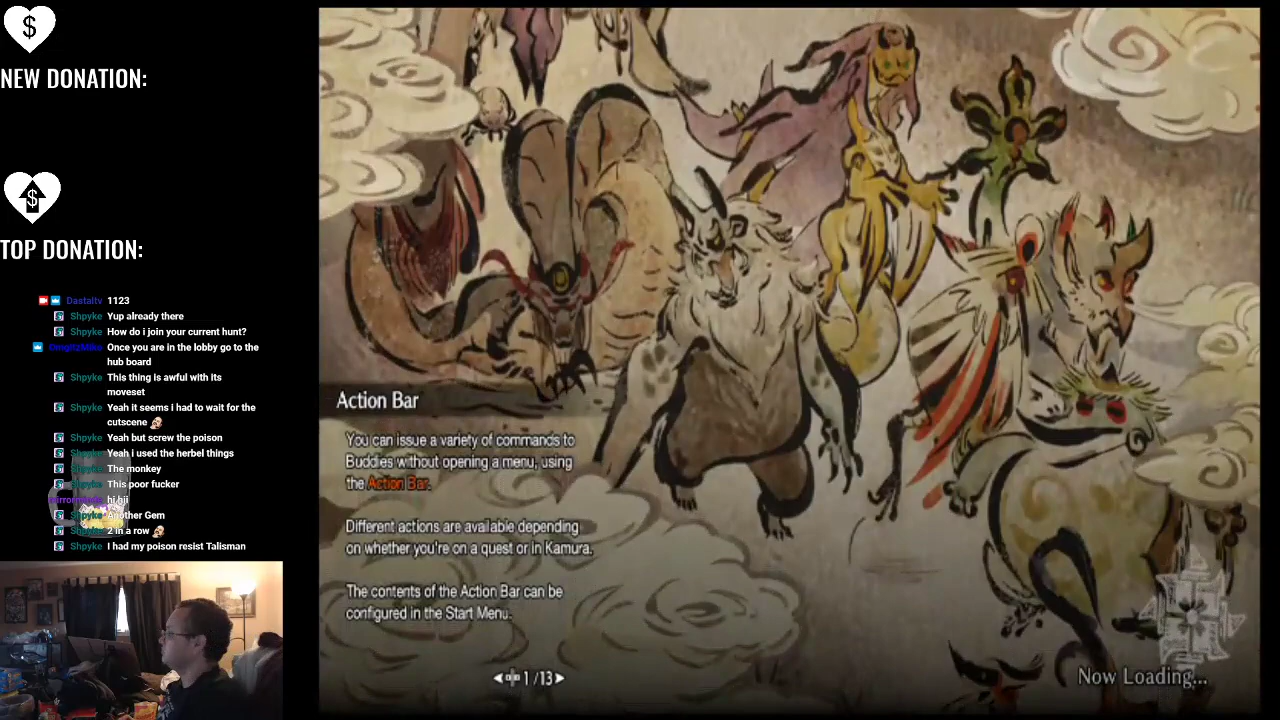 NEW DONATION:
TOP DONATION:
Dastaltv 1123
Shpyke Yup already there
Shpyke How do i join your current hunt?
OmgItzMiko Once you are in the lobby go to the
hub board
Shpyke This thing is awful with its
moveset
Shpyke Yeah it seems i had to wait for the
cutscene
Shpyke Yeah but screw the poison
Shpyke Yeah i used the herbel things
Shpyke The monkey
Shpyke This poor fucker
hi hii
Shpyke Another Gem
Shpyke 2 in a row
Shpyke I had my poison resist Talisman
Action Bar
You can issue a variety of commands to
Buddies without opening a menu, using
the Action Bar.
Different actions are available depending
on whether you're on a quest or in Kamura.
The contents of the Action Bar can be
configured in the Start Menu.
1/13
Now Loading...